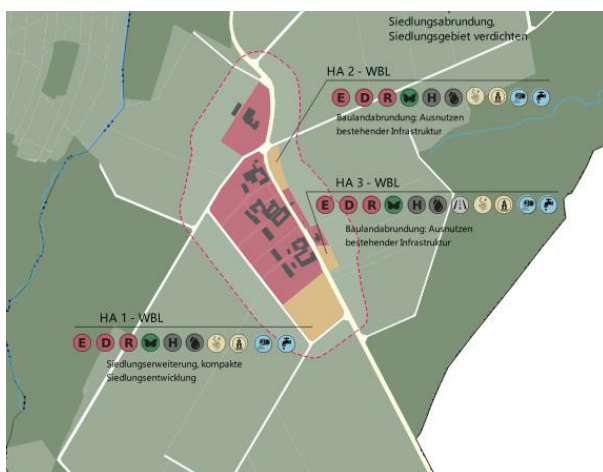 Siedlungsabrundung,
Siedlungsgebiet verdichten
HA 2 - WBL
E D R H
Baulandabrundung: Ausnutzen
bestehender Infrastruktur
HA 3 - WBL
E D R H
Baulandabrundung: Ausnutzen
bestehender Infrastruktur
HA 1 - WBL
E D R H
Siedlungserweiterung, kompakte
Siedlungsentwicklung